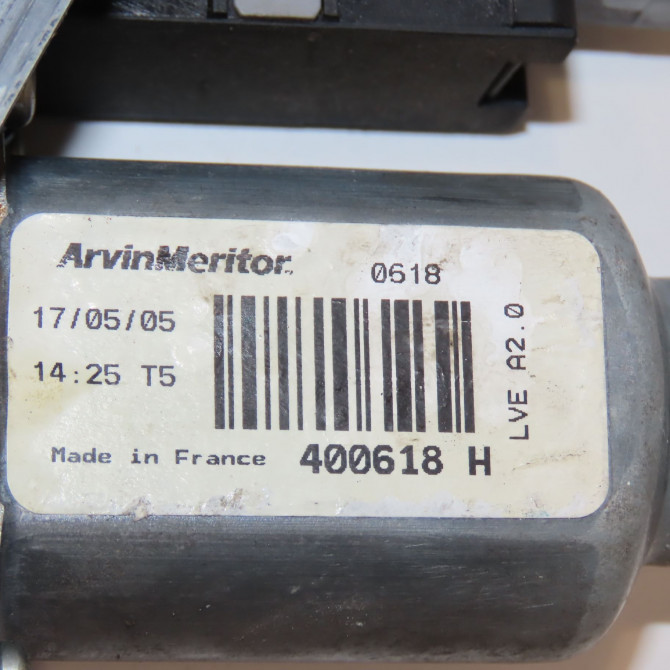 ArvinMeritor
0618
17/05/05
14:25 T5
LVE A2.0
Made in France
400618 H